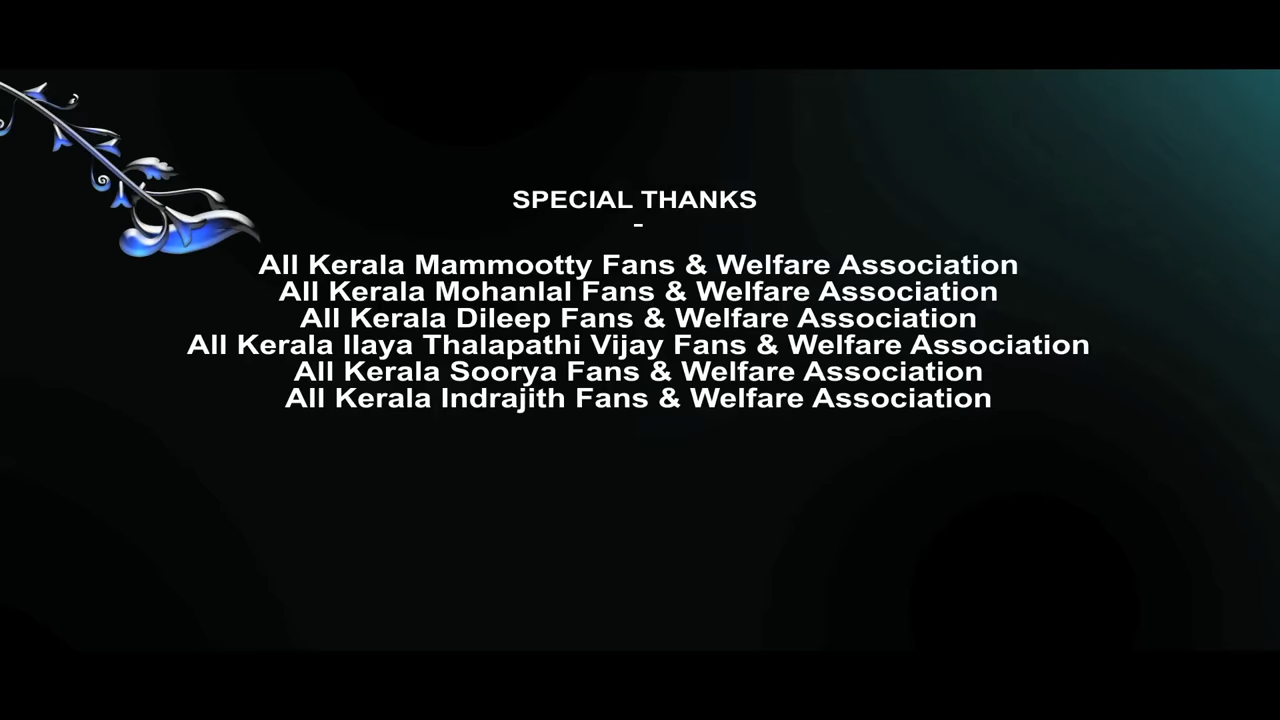 SPECIAL THANKS
-
All Kerala Mammootty Fans & Welfare Association
All Kerala Mohanlal Fans & Welfare Association
All Kerala Dileep Fans & Welfare Association
All Kerala Ilaya Thalapathi Vijay Fans & Welfare Association
All Kerala Soorya Fans & Welfare Association
All Kerala Indrajith Fans & Welfare Association